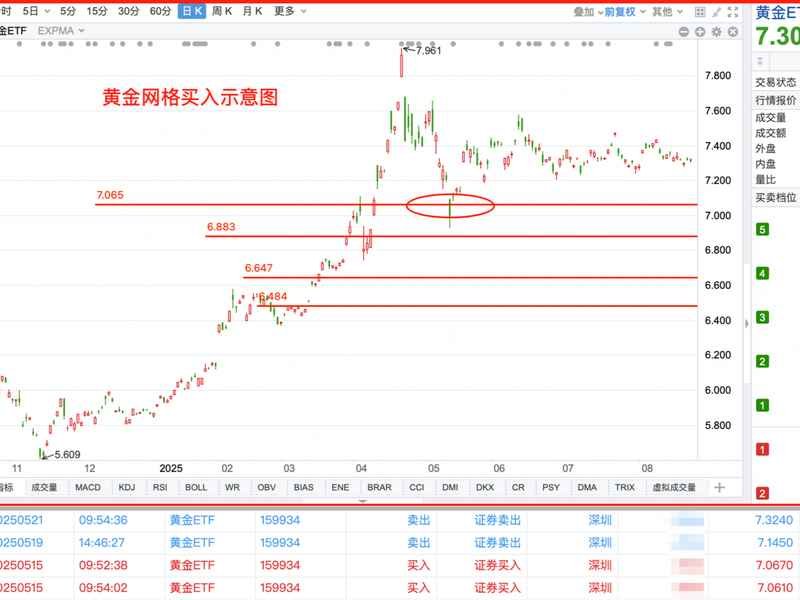 时 5日 5分 15分 30分 60分 日K 周K 月K 更多 叠加 前复权 其他
黄金ET
金ETF EXPMA
7.30
7.961
黄金网格买入示意图
7.800
7.600
7.400
7.200
7.000
6.800
6.600
6.400
6.200
6.000
5.800
7.065
6.883
6.647
6.484
5.609
交易状态
行情报价
成交量
成交额
外盘
内盘
量比
买卖档位
5
4
3
2
1
1
2
11 12 2025 02 03 04 05 06 07 08
指标 成交量 MACD KDJ RSI BOLL WR OBV BIAS ENE BRAR CCI DMI DKX CR PSY DMA TRIX 虚拟成交量
0250521 09:54:36 黄金ETF 159934 卖出 证券卖出 深圳 7.3240
0250519 14:46:27 黄金ETF 159934 卖出 证券卖出 深圳 7.1450
0250515 09:52:38 黄金ETF 159934 买入 证券买入 深圳 7.0670
0250515 09:54:02 黄金ETF 159934 买入 证券买入 深圳 7.0610